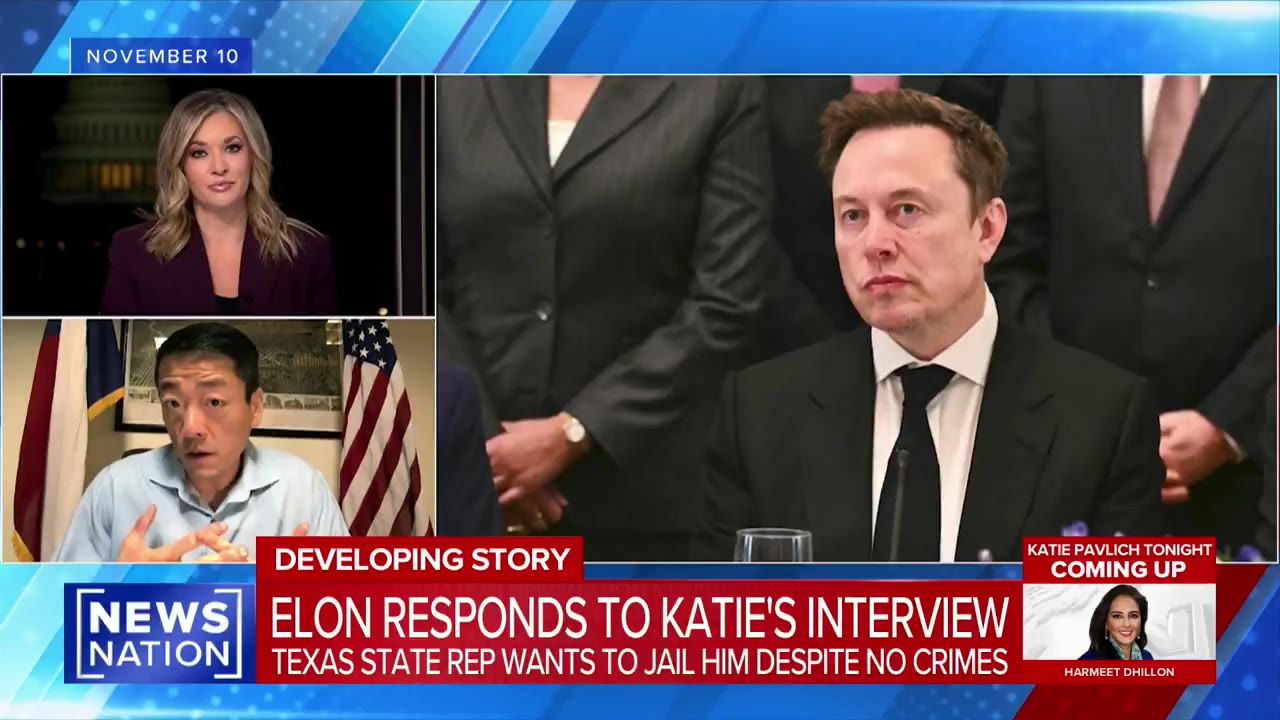 NOVEMBER 10
DEVELOPING STORY
ELON RESPONDS TO KATIE'S INTERVIEW
TEXAS STATE REP WANTS TO JAIL HIM DESPITE NO CRIMES
NEWS
NATION
KATIE PAVLICH TONIGHT
COMING UP
HARMEET DHILLON